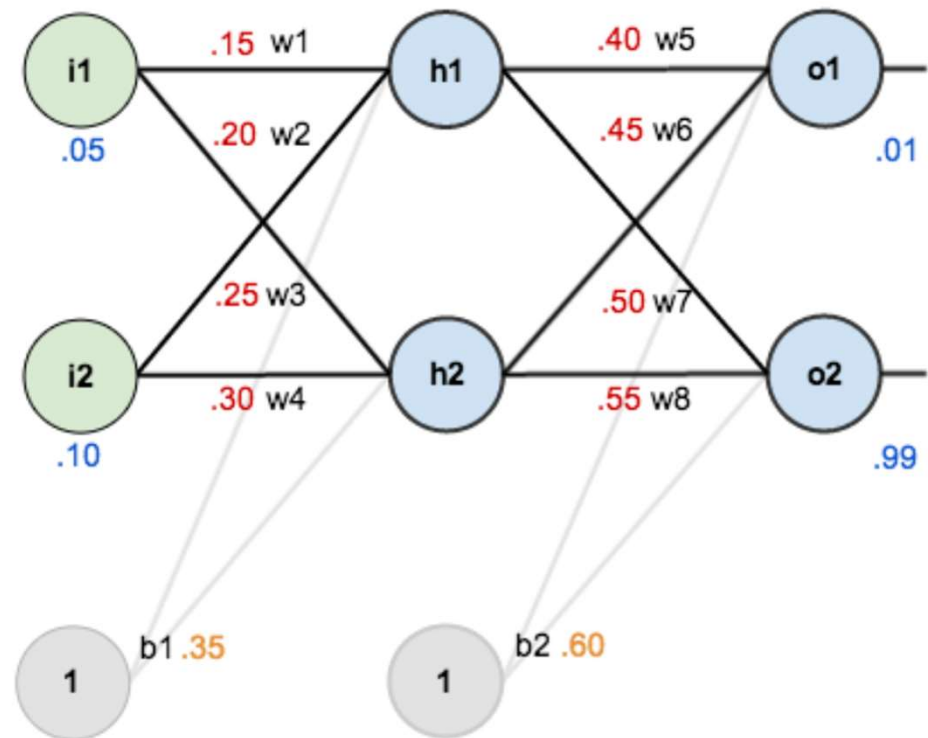 i1 .15 w1 h1 .40 w5 o1
.05 .20 w2 .45 w6 .01
.25 w3 .50 w7
i2 .30 w4 h2 .55 w8 o2
.10 .99
1 b1 .35 1 b2 .60